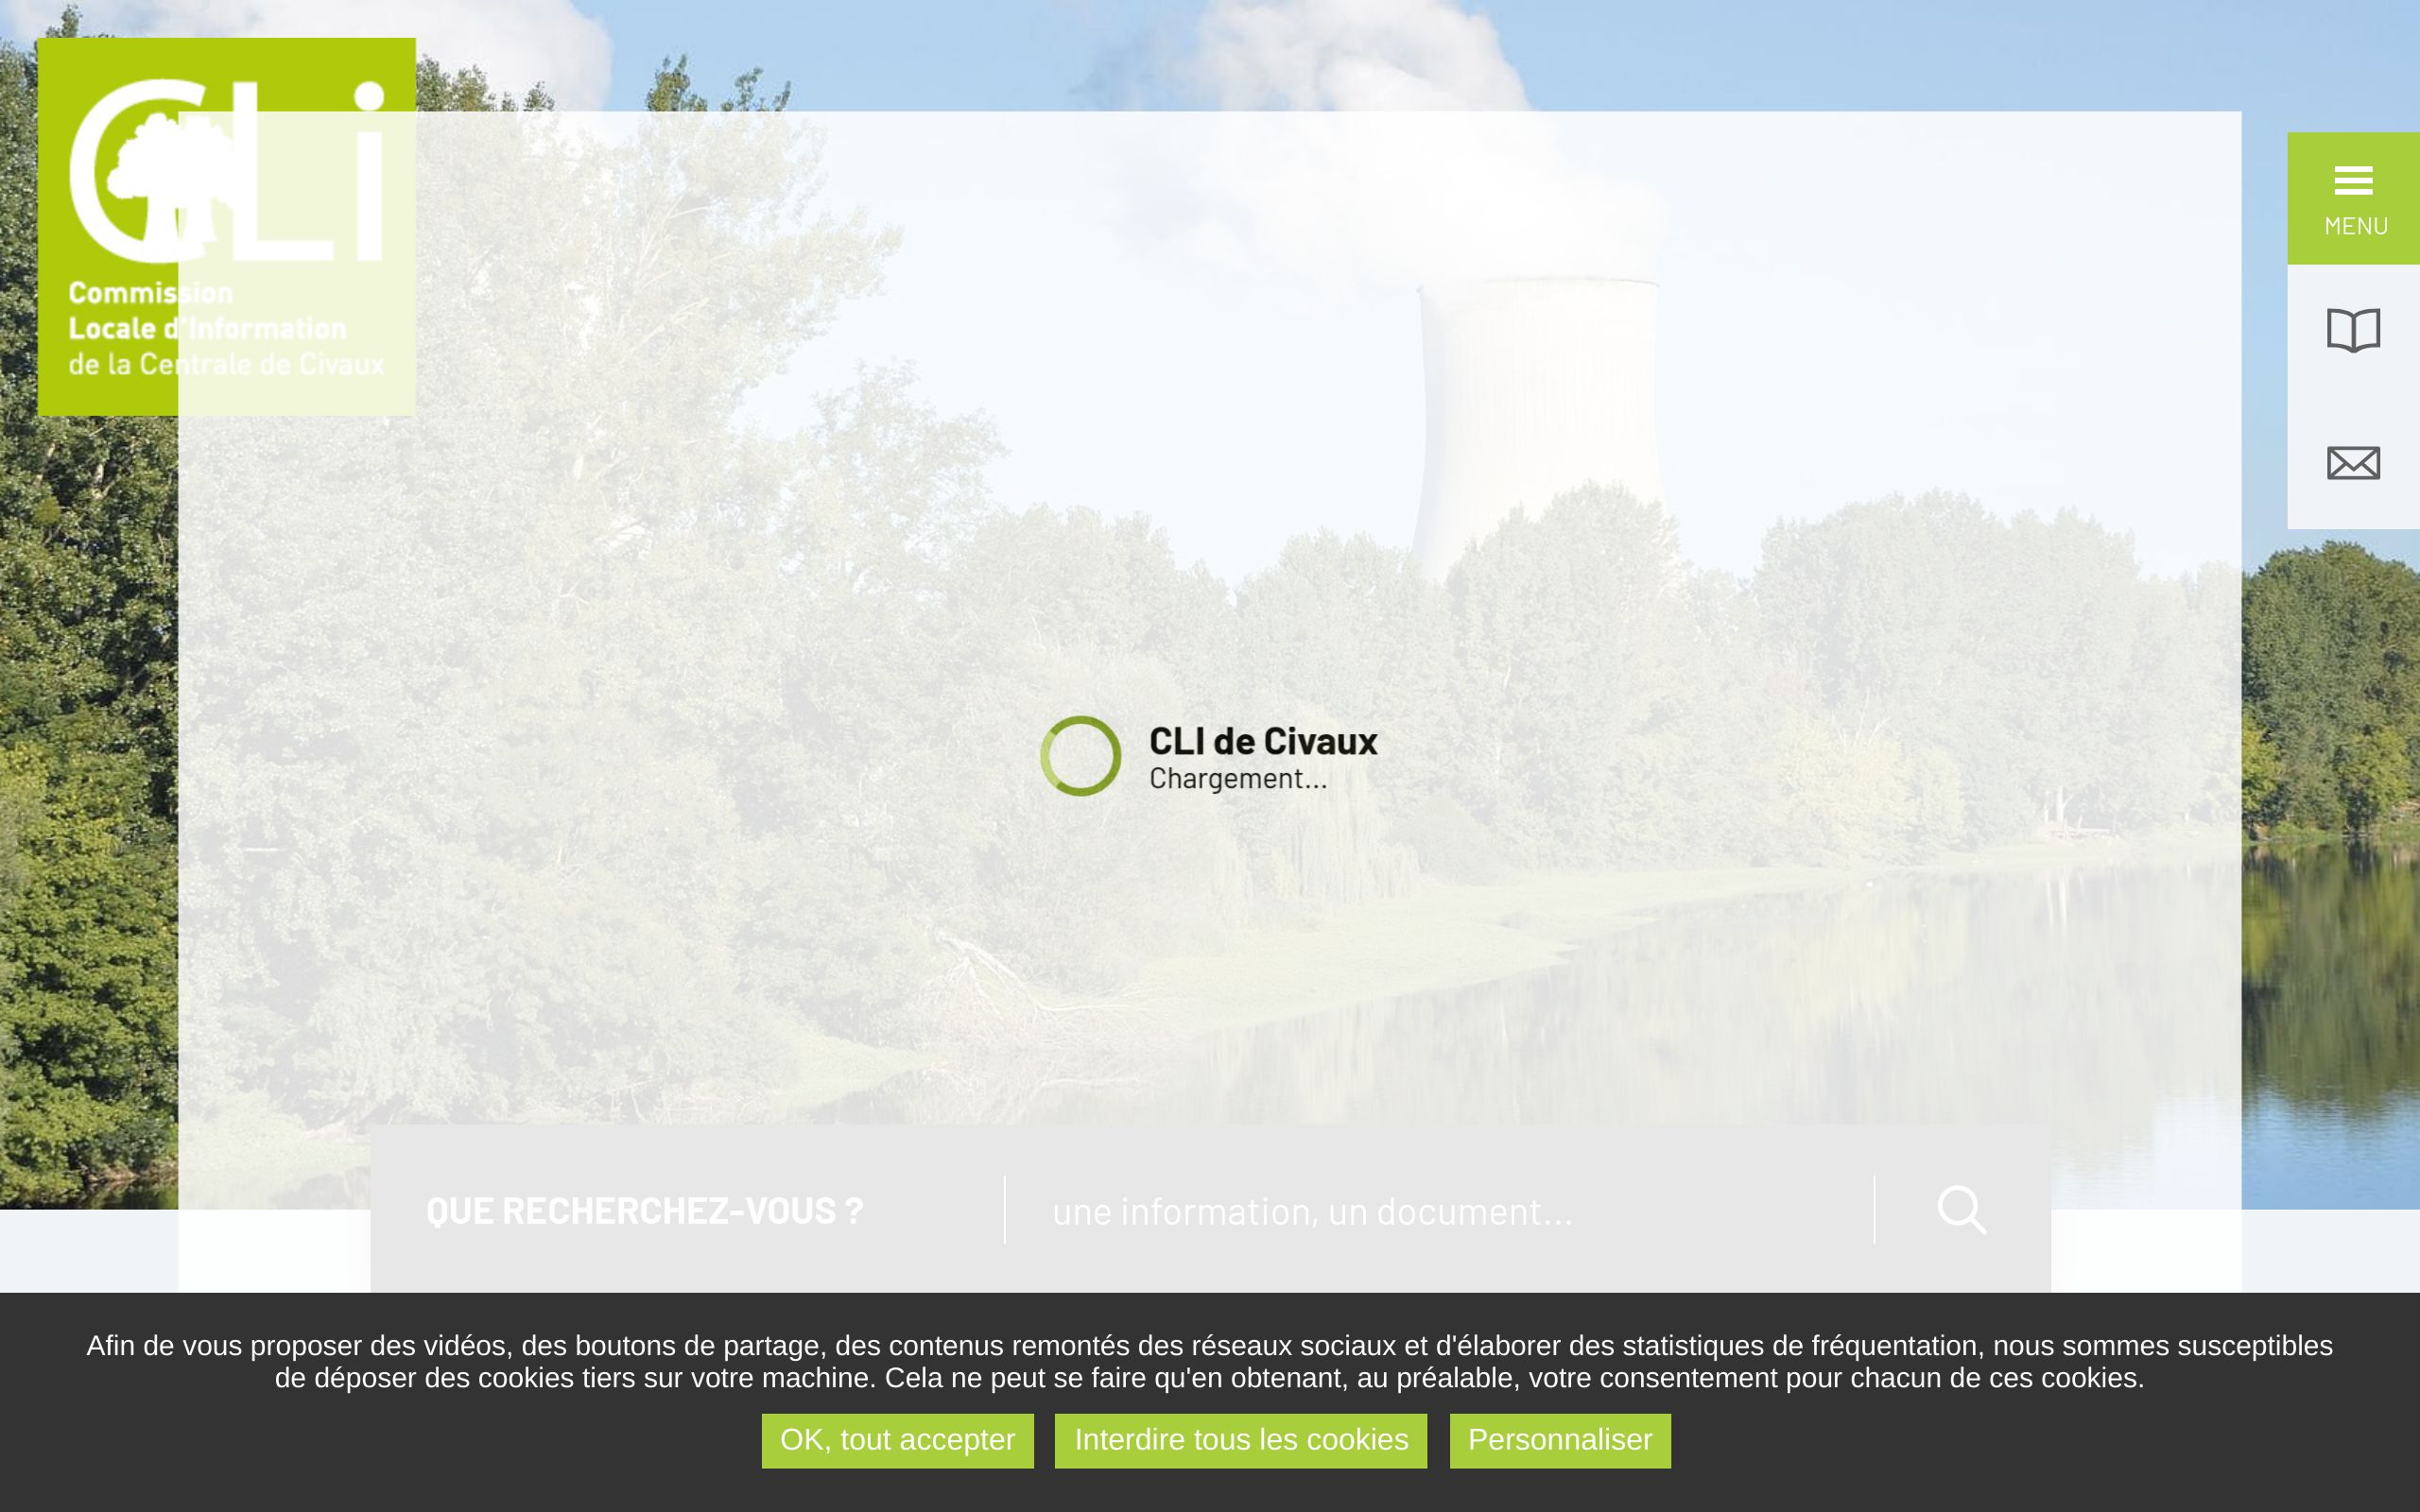 CLi
Commission
Locale d'Information
de la Centrale de Civaux
MENU
CLI de Civaux
Chargement...
QUE RECHERCHEZ-VOUS ?
une information, un document...
Afin de vous proposer des vidéos, des boutons de partage, des contenus remontés des réseaux sociaux et d'élaborer des statistiques de fréquentation, nous sommes susceptibles
de déposer des cookies tiers sur votre machine. Cela ne peut se faire qu'en obtenant, au préalable, votre consentement pour chacun de ces cookies.
OK, tout accepter
Interdire tous les cookies
Personnaliser